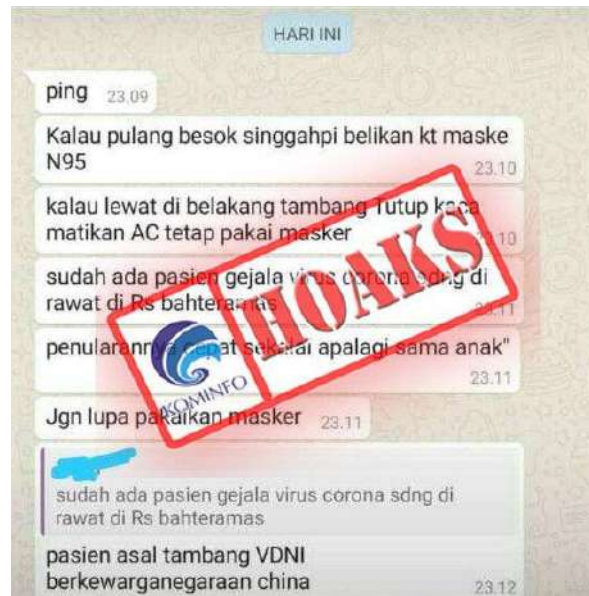 HARI INI
ping 23.09
Kalau pulang besok singgahpi belikan kt maske
N95 23.10
kalau lewat di belakang tambang Tutup kaca
matikan AC tetap pakai masker 23.10
sudah ada pasien gejala virus corona sdng di
rawat di Rs bahteramas 23.11
penularannya cepat sekalai apalagi sama anak"
23.11
Jgn lupa pakaikan masker 23.11
KOMINFO
HOAKS
sudah ada pasien gejala virus corona sdng di
rawat di Rs bahteramas
pasien asal tambang VDNI
berkewarganegaraan china 23.12